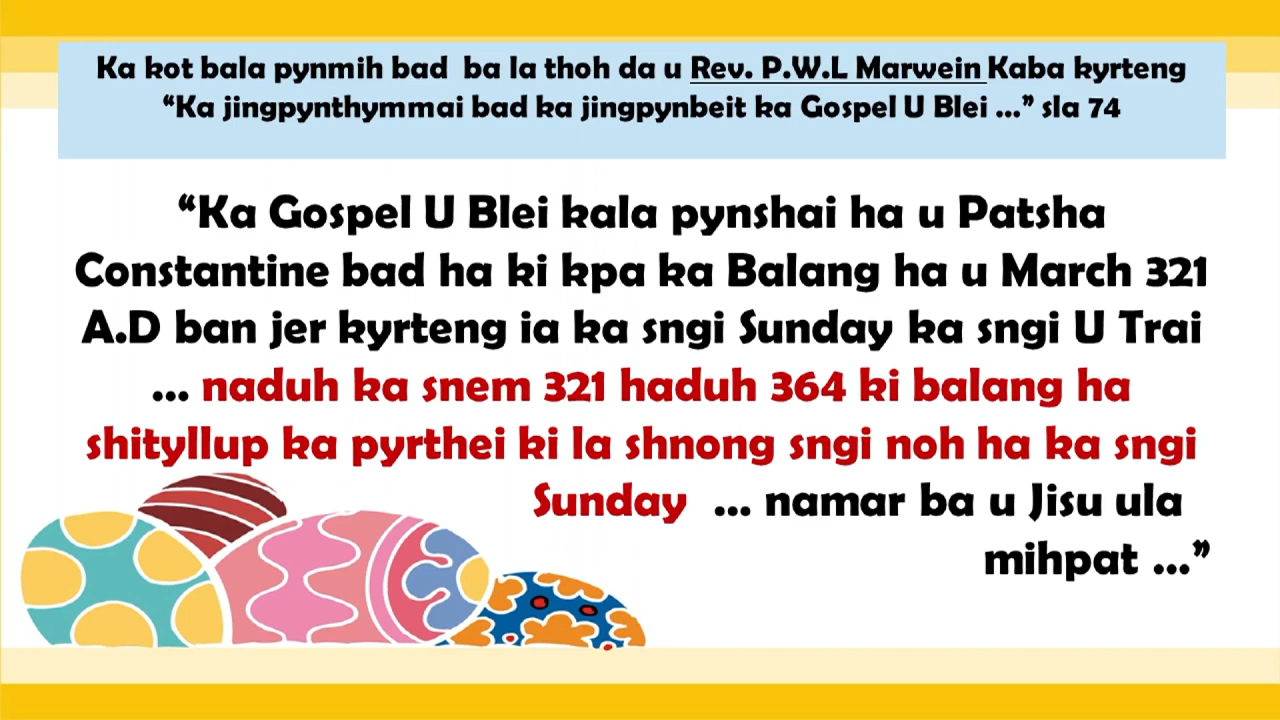 Ka kot bala pynmih bad ba la thoh da u Rev. P.W.L Marwein Kaba kyrteng
“Ka jingpynthymmai bad ka jingpynbeit ka Gospel U Blei ...” sla 74
“Ka Gospel U Blei kala pynshai ha u Patsha
Constantine bad ha ki kpa ka Balang ha u March 321
A.D ban jer kyrteng ia ka sngi Sunday ka sngi U Trai
... naduh ka snem 321 haduh 364 ki balang ha
shityllup ka pyrthei ki la shnong sngi noh ha ka sngi
Sunday ... namar ba u Jisu ula
mihpat ...”